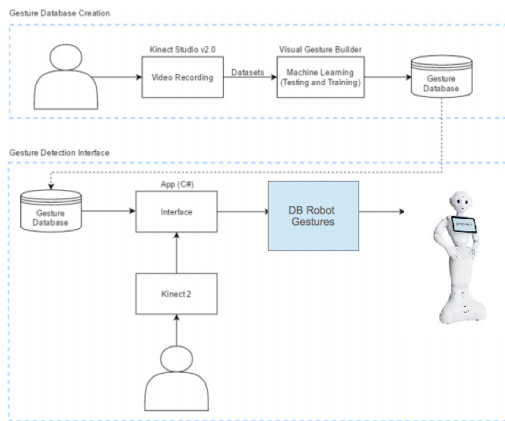 Gesture Database Creation
Kinect Studio v2.0
Visual Gesture Builder
Video Recording
Datasets
Machine Learning
(Testing and Training)
Gesture
Database
Gesture Detection Interface
App (C#)
Gesture
Database
Interface
DB Robot
Gestures
Kinect2